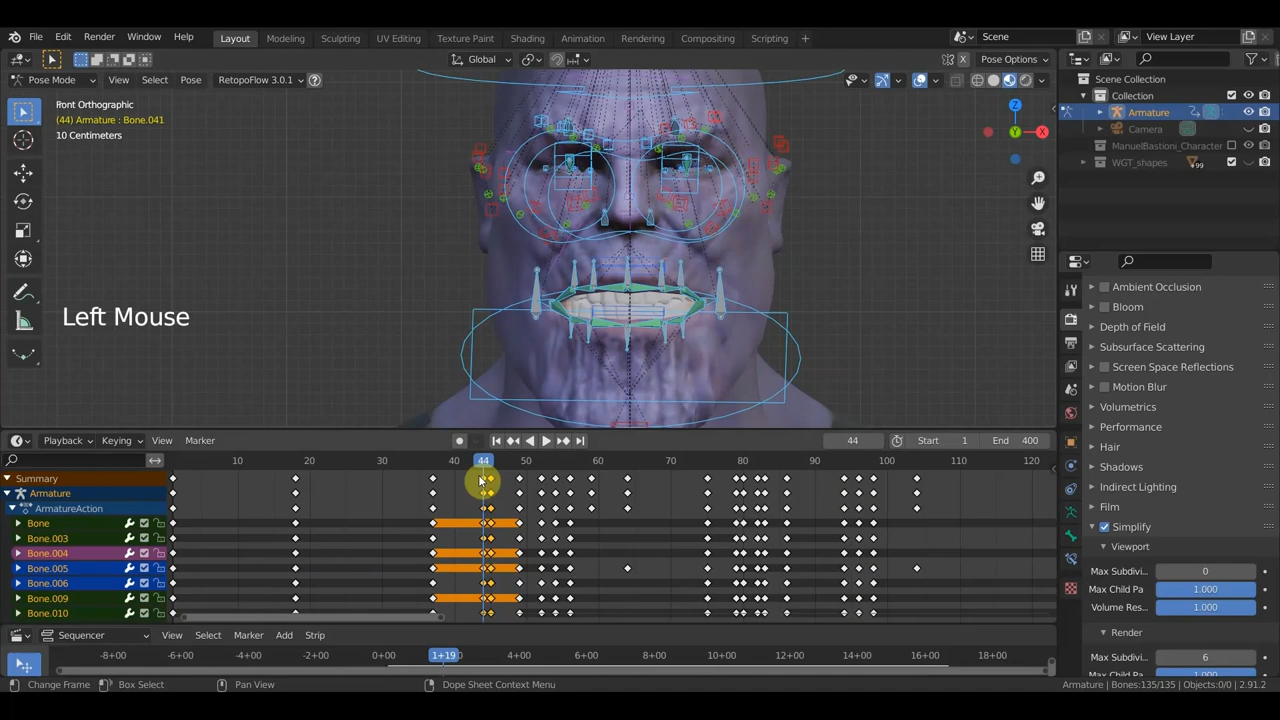 File Edit Render Window Help Layout Modeling Sculpting UV Editing Texture Paint Shading Animation Rendering Compositing Scripting Scene View Layer
Global Pose Options
Pose Mode View Select Pose RetopoFlow 3.0.1
Scene Collection
Collection
Armature
Camera
ManuelBastioni_Character
WGT_shapes +99
Front Orthographic
(44) Armature : Bone.041
10 Centimeters
Z
Y
X
Left Mouse
Ambient Occlusion
Bloom
Depth of Field
Subsurface Scattering
Screen Space Reflections
Motion Blur
Volumetrics
Performance
Hair
Shadows
Indirect Lighting
Film
Simplify
Viewport
Max Subdivi 0
Max Child Pa 1.000
Volume Res... 1.000
Render
Max Subdivi 6
Max Child Pa 1.000
Playback Keying View Marker 44 Start 1 End 400
10 20 30 40 44 50 60 70 80 90 100 110 120
Summary
Armature
ArmatureAction
Bone
Bone.003
Bone.004
Bone.005
Bone.006
Bone.009
Bone.010
Sequencer View Select Marker Add Strip
-8+00 -6+00 -4+00 -2+00 0+00 1+19 4+00 6+00 8+00 10+00 12+00 14+00 16+00 18+00
Change Frame Box Select Pan View Dope Sheet Context Menu Armature | Bones:135/135 | Objects:0/0 | 2.91.2